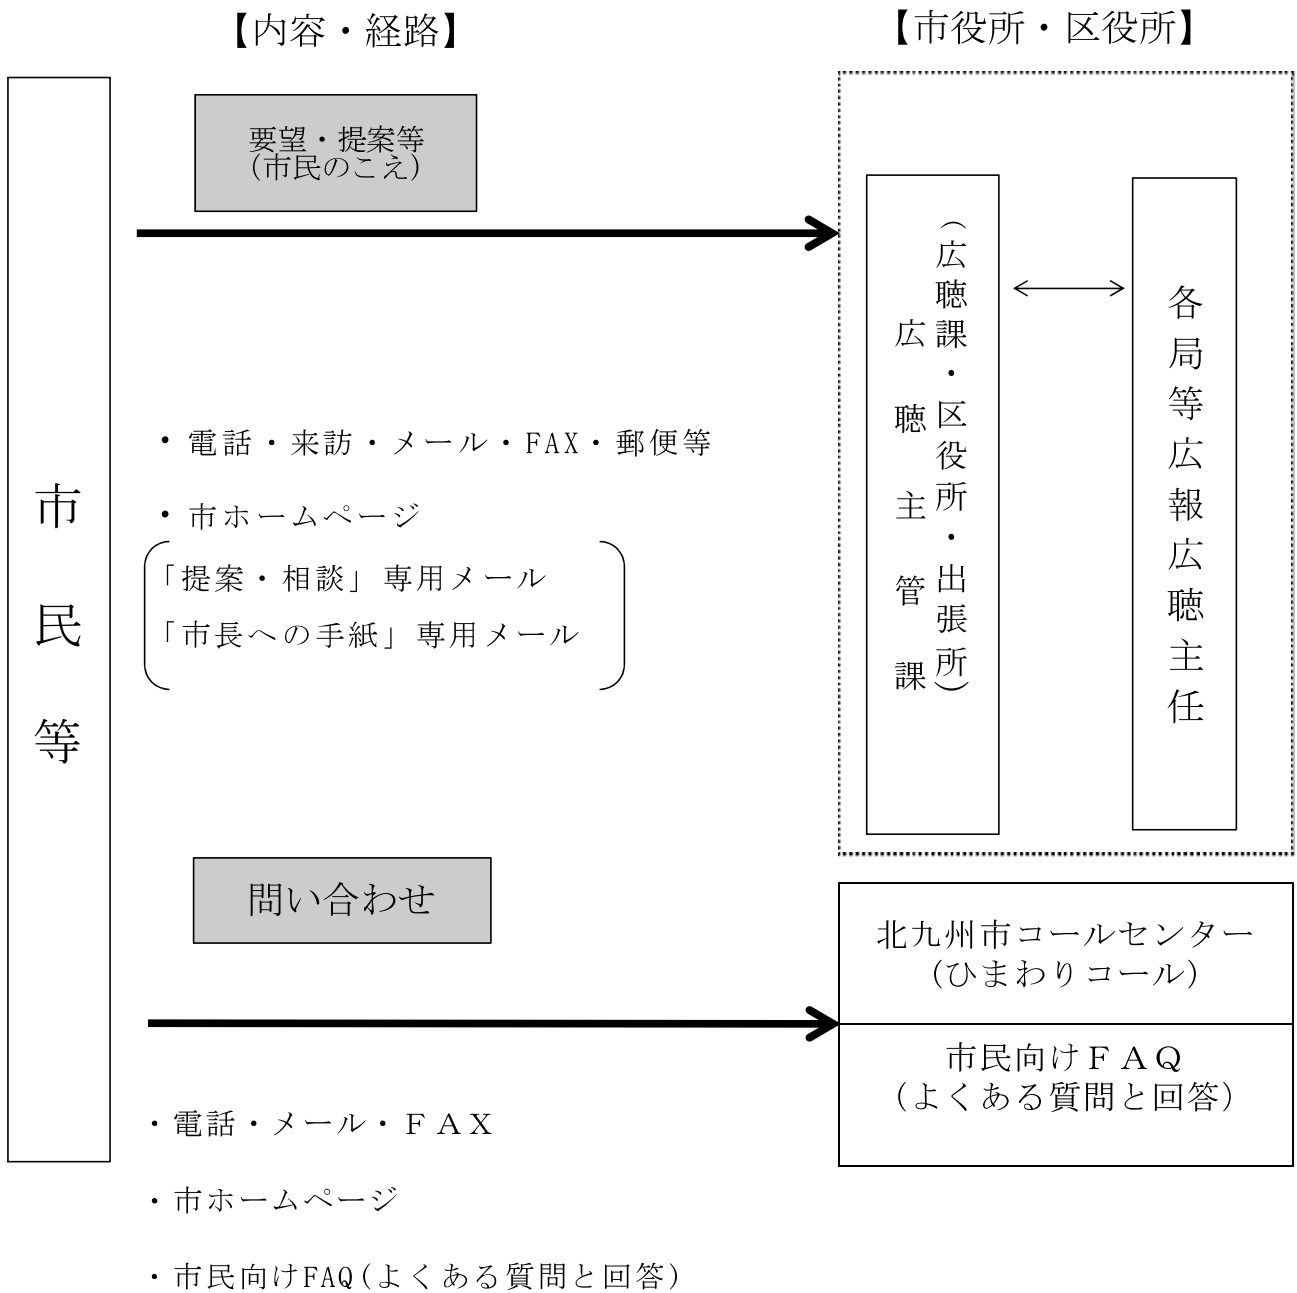 【内容・経路】
【市役所・区役所】
市民等
要望・提案等
(市民のこえ)
・電話・来訪・メール・FAX・郵便等
・市ホームページ
「提案・相談」専用メール
「市長への手紙」専用メール
(広聴課・区役所・出張所)
広聴主管課
各局等広報広聴主任
問い合わせ
北九州市コールセンター
(ひまわりコール)
市民向けＦＡＱ
(よくある質問と回答)
・電話・メール・ＦＡＸ
・市ホームページ
・市民向けFAQ(よくある質問と回答)